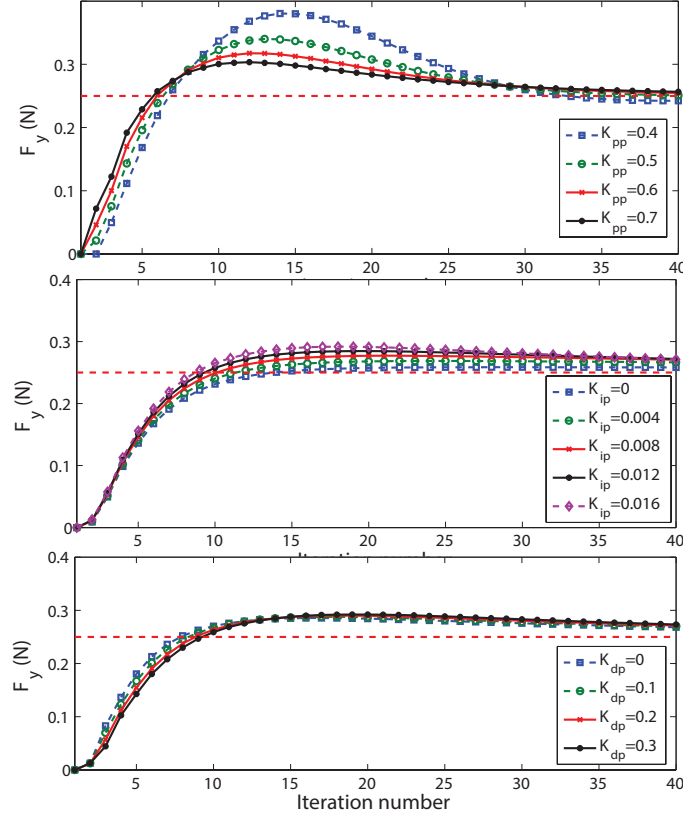 0.3
0.2
0.1
0
F_y (N)
5 10 15 20 25 30 35 40
K_pp=0.4
K_pp=0.5
K_pp=0.6
K_pp=0.7
0.4
0.3
0.2
0.1
0
F_y (N)
5 10 15 20 25 30 35 40
K_ip=0
K_ip=0.004
K_ip=0.008
K_ip=0.012
K_ip=0.016
0.4
0.3
0.2
0.1
0
F_y (N)
5 10 15 20 25 30 35 40
K_dp=0
K_dp=0.1
K_dp=0.2
K_dp=0.3
Iteration number